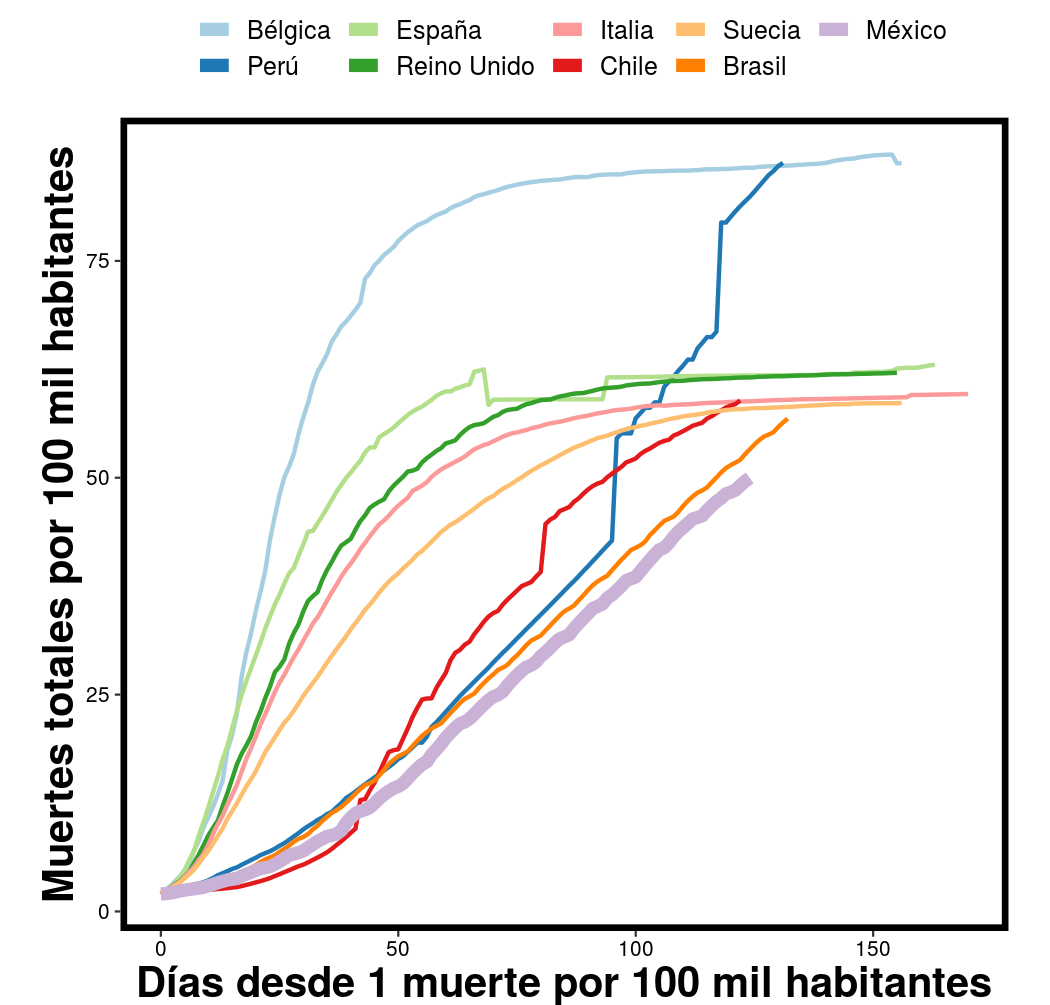 Bélgica España Italia Suecia México
Perú Reino Unido Chile Brasil
Muertes totales por 100 mil habitantes
75
50
25
0
0 50 100 150
Días desde 1 muerte por 100 mil habitantes